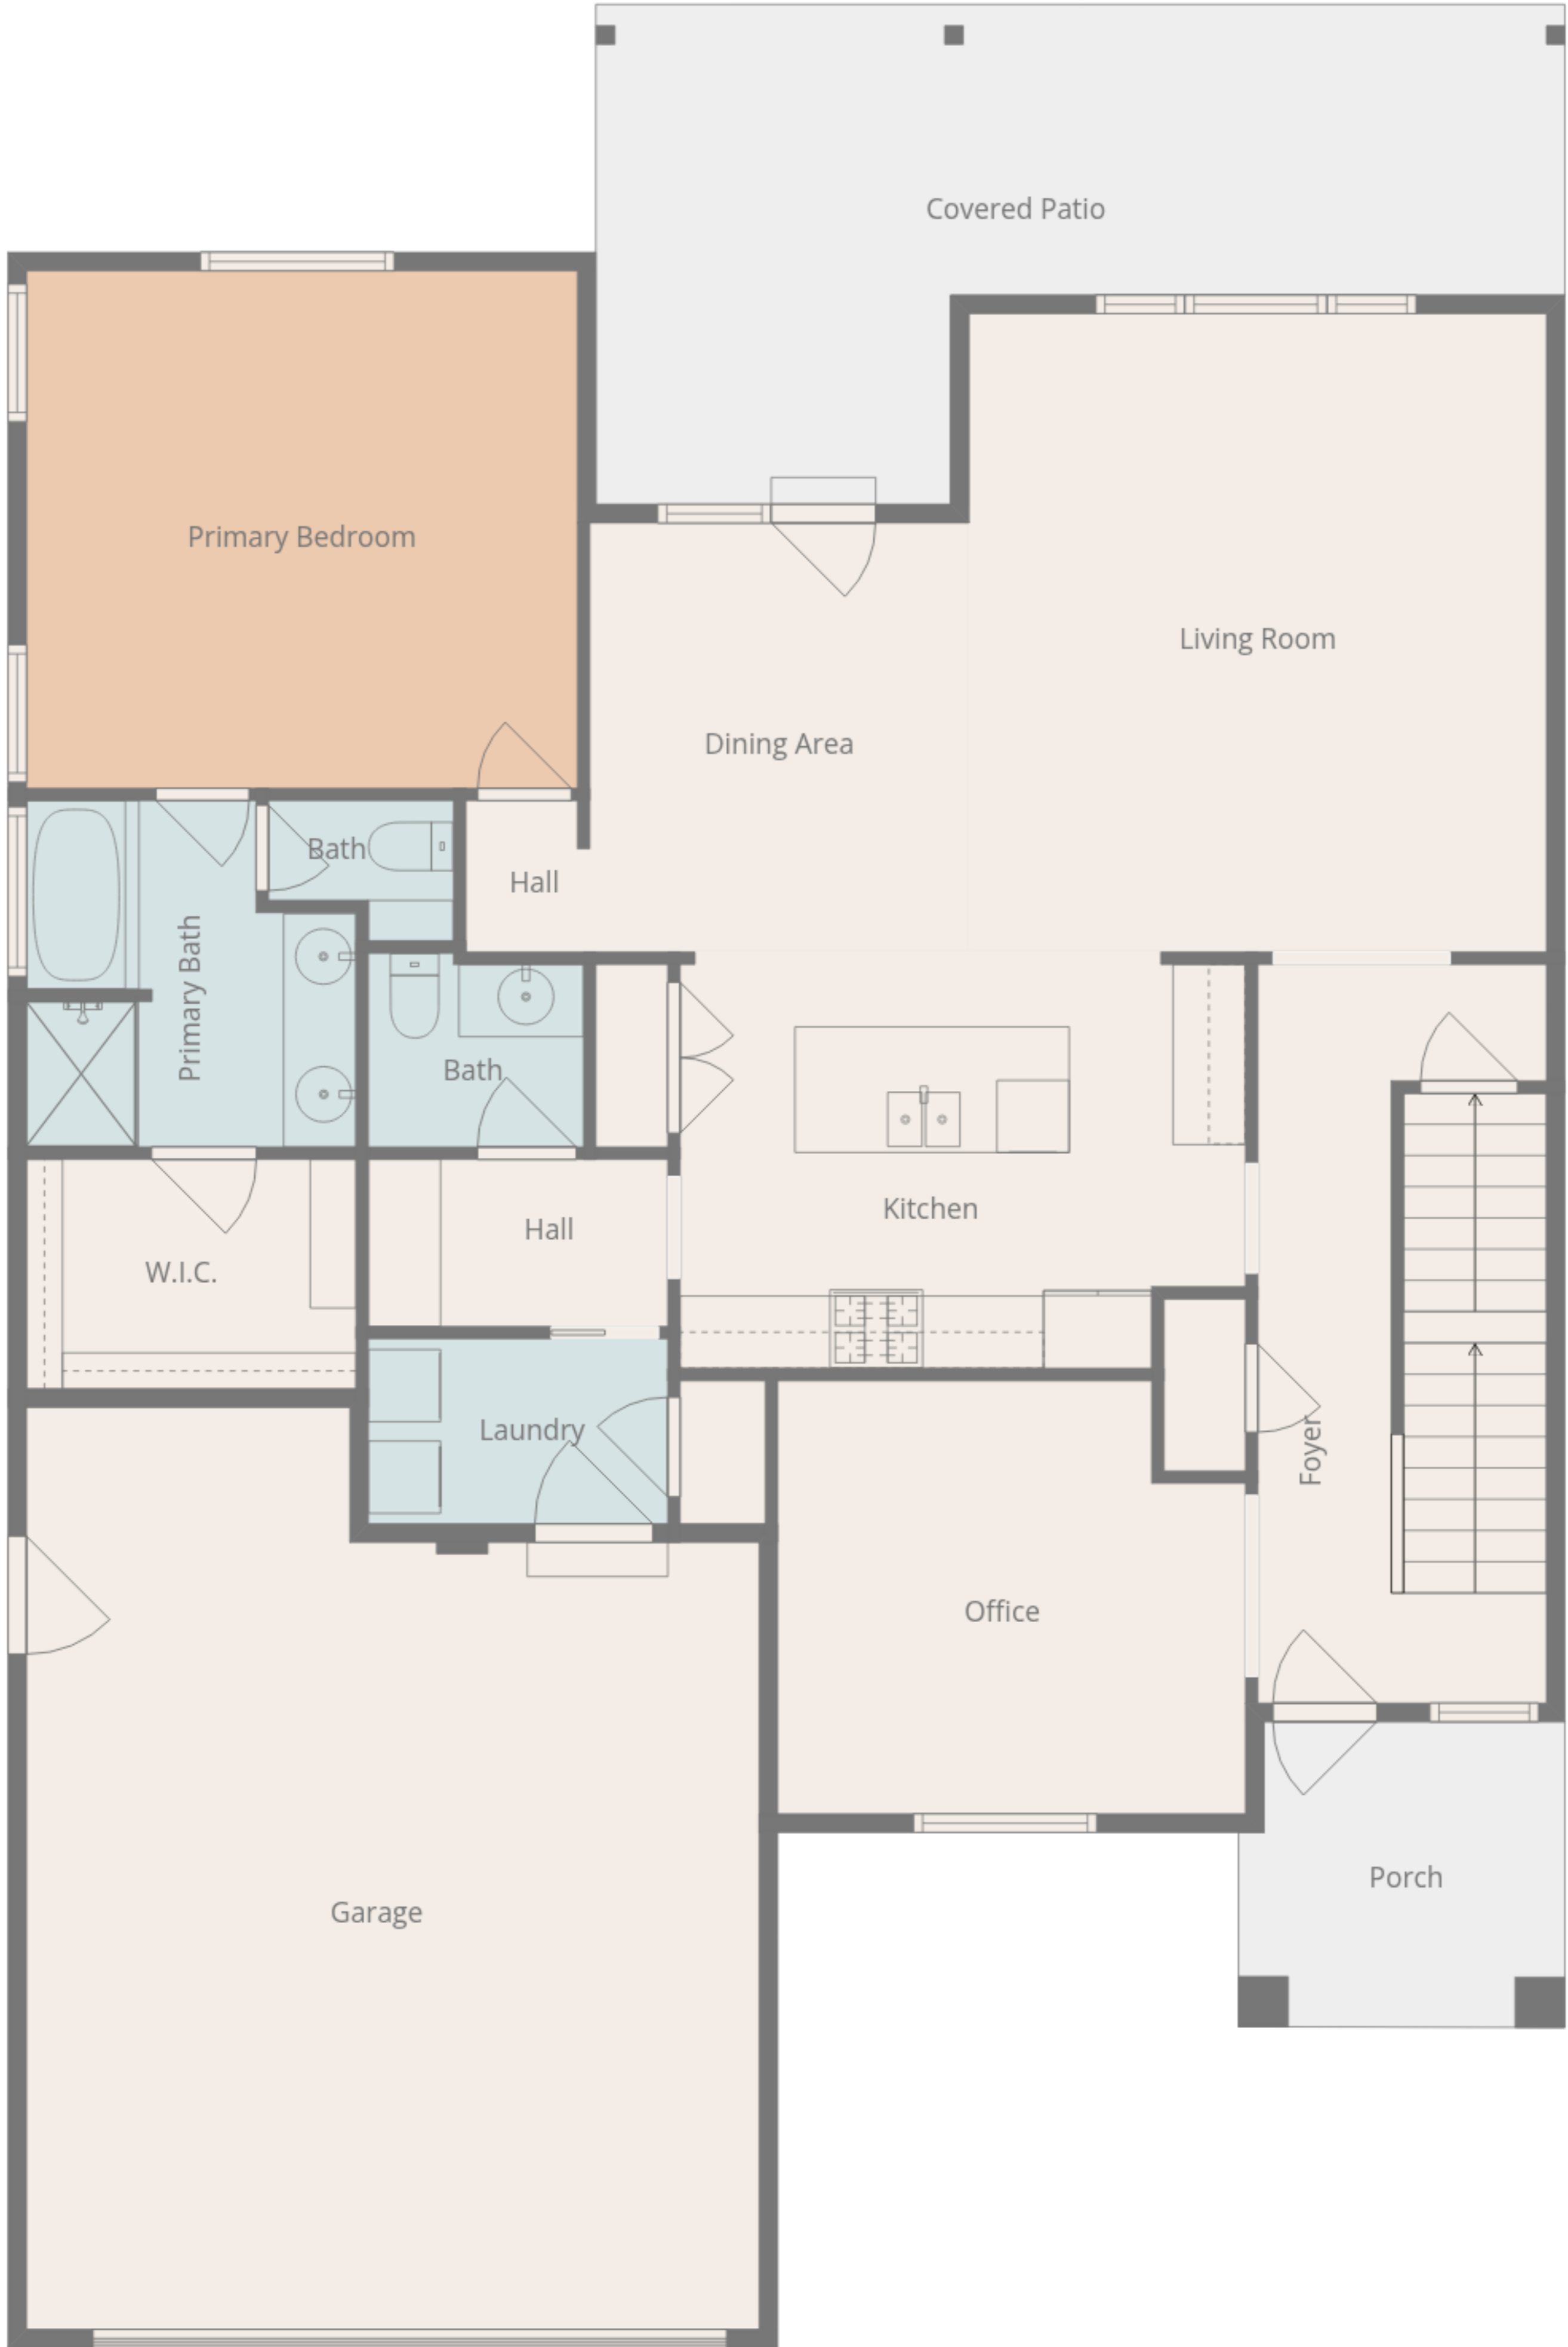 Covered Patio
Primary Bedroom
Living Room
Dining Area
Bath
Hall
Primary Bath
Bath
Kitchen
Hall
W.I.C.
Laundry
Foyer
Office
Porch
Garage